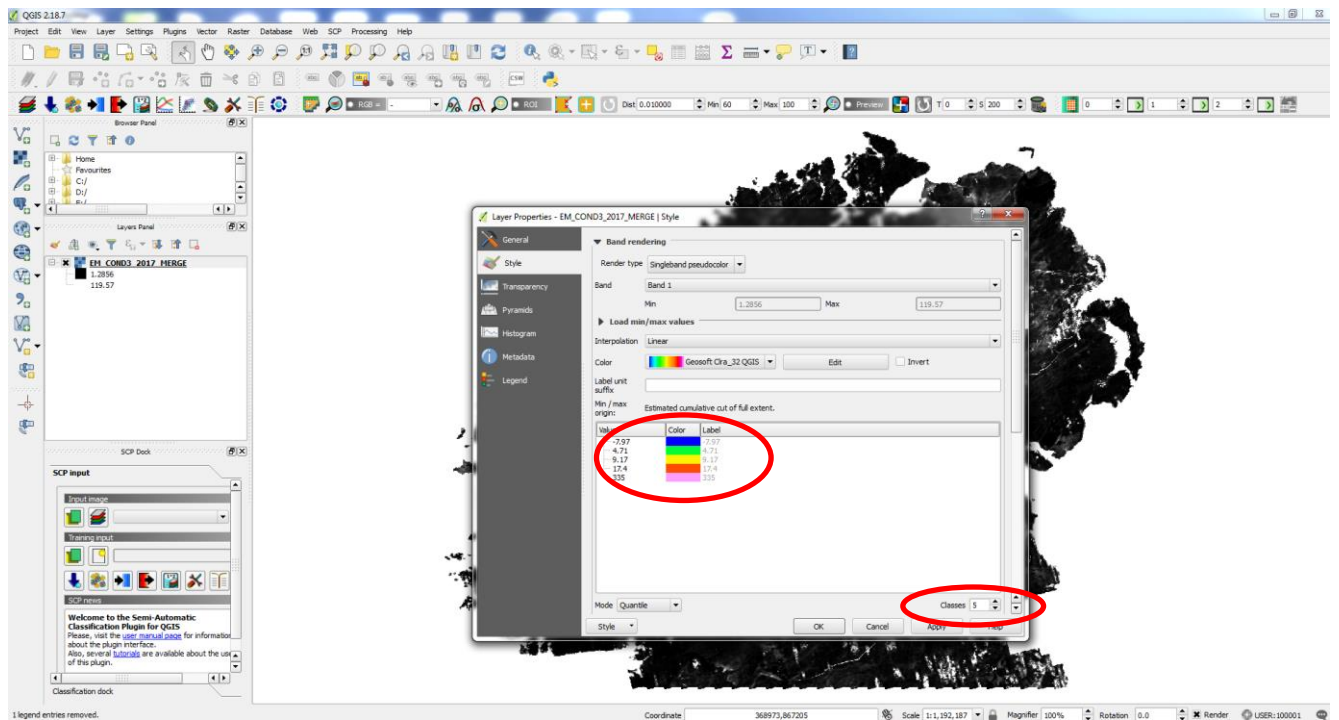 QGIS 2.18.7
Project Edit View Layer Settings Plugins Vector Raster Database Web SCP Processing Help
RGB = - ROI Dist 0.010000 Min 60 Max 100 Preview T 0 S 200 0 1 2
Browser Panel
Home
Favourites
C:/
D:/
Layers Panel
EM_COND3_2017_MERGE
1.2856
119.57
SCP Dock
SCP input
Input image
Training input
SCP news
Welcome to the Semi-Automatic
Classification Plugin for QGIS
Please, visit the user manual page for information
about the plugin interface.
Also, several tutorials are available about the use
of this plugin.
Classification dock
Layer Properties - EM_COND3_2017_MERGE | Style
General
Style
Transparency
Pyramids
Histogram
Metadata
Legend
Band rendering
Render type Singleband pseudocolor
Band Band 1
Min 1.2856 Max 119.57
Load min/max values
Interpolation Linear
Color Geosoft Clra_32 QGIS Edit Invert
Label unit
suffix
Min / max
origin: Estimated cumulative cut of full extent.
Value Color Label
-7.97 -7.97
4.71 4.71
9.17 9.17
17.4 17.4
335 335
Mode Quantile Classes 5
Style OK Cancel Apply Help
1 legend entries removed. Coordinate 368973,867205 Scale 1:1,192,187 Magnifier 100% Rotation 0.0 Render USER:100001